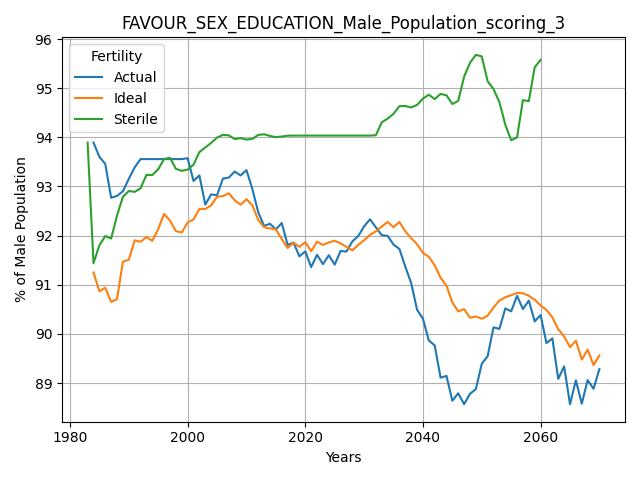 FAVOUR_SEX_EDUCATION_Male_Population_scoring_3
96
95
94
93
92
91
90
89
% of Male Population
Fertility
Actual
Ideal
Sterile
1980 2000 2020 2040 2060
Years